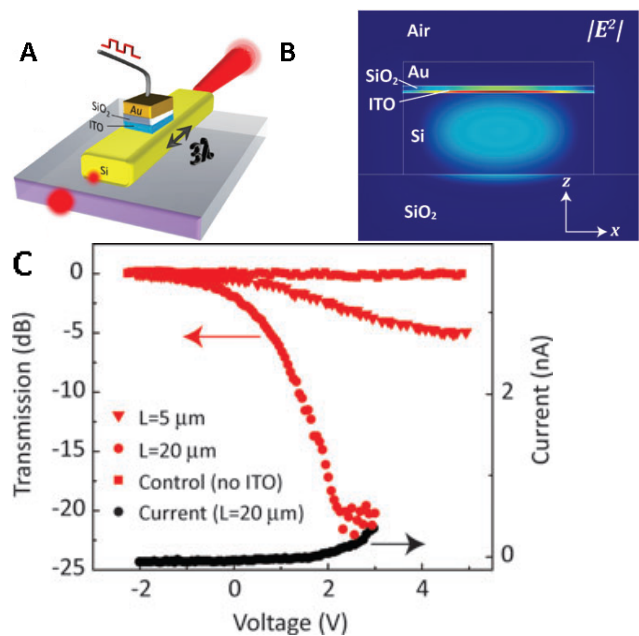 A
Au
SiO₂
ITO
Si
3λ
B
|E²|
Air
Au
SiO₂
ITO
Si
SiO₂
z
x
C
Transmission (dB)
0
-5
-10
-15
-20
-25
L=5 μm
L=20 μm
Control (no ITO)
Current (L=20 μm)
2
0
Current (nA)
-2 0 2 4
Voltage (V)